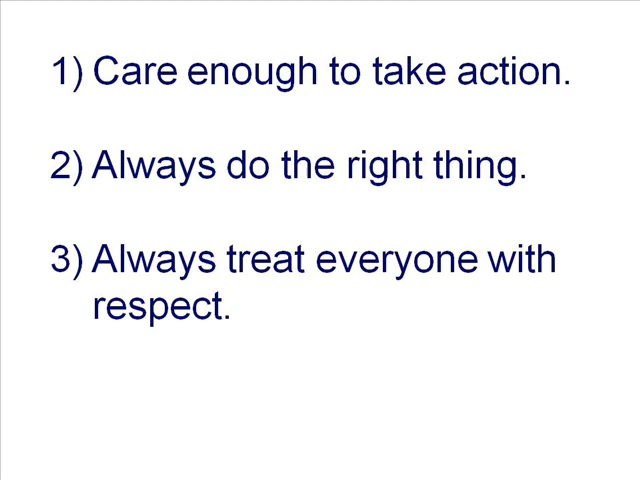 1) Care enough to take action.
2) Always do the right thing.
3) Always treat everyone with
respect.